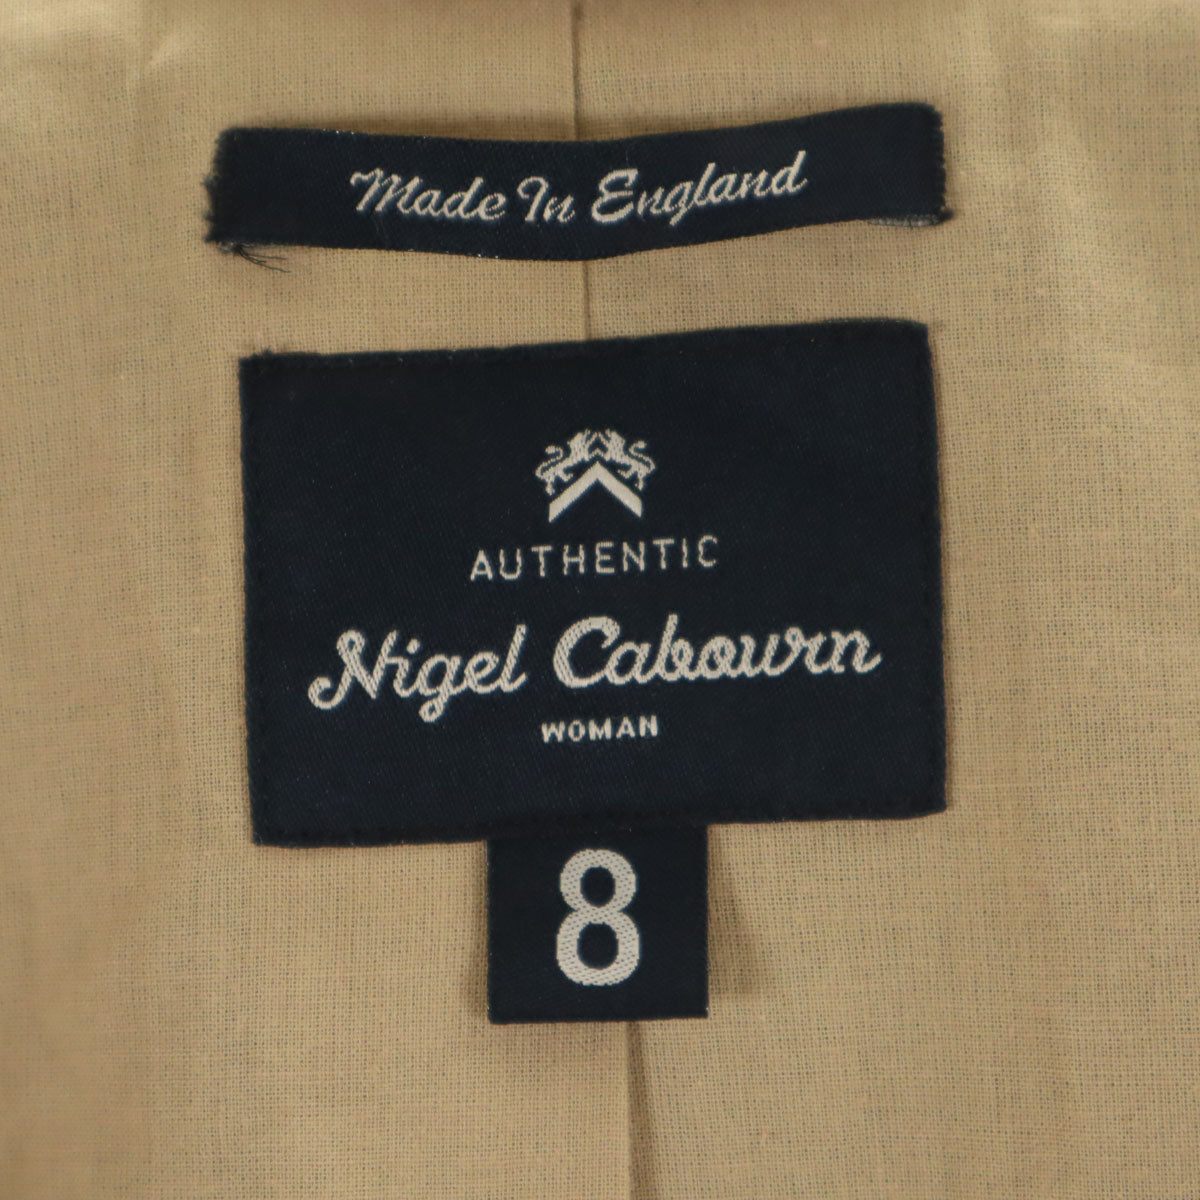 Made In England
AUTHENTIC
Nigel Cabourn
WOMAN
8